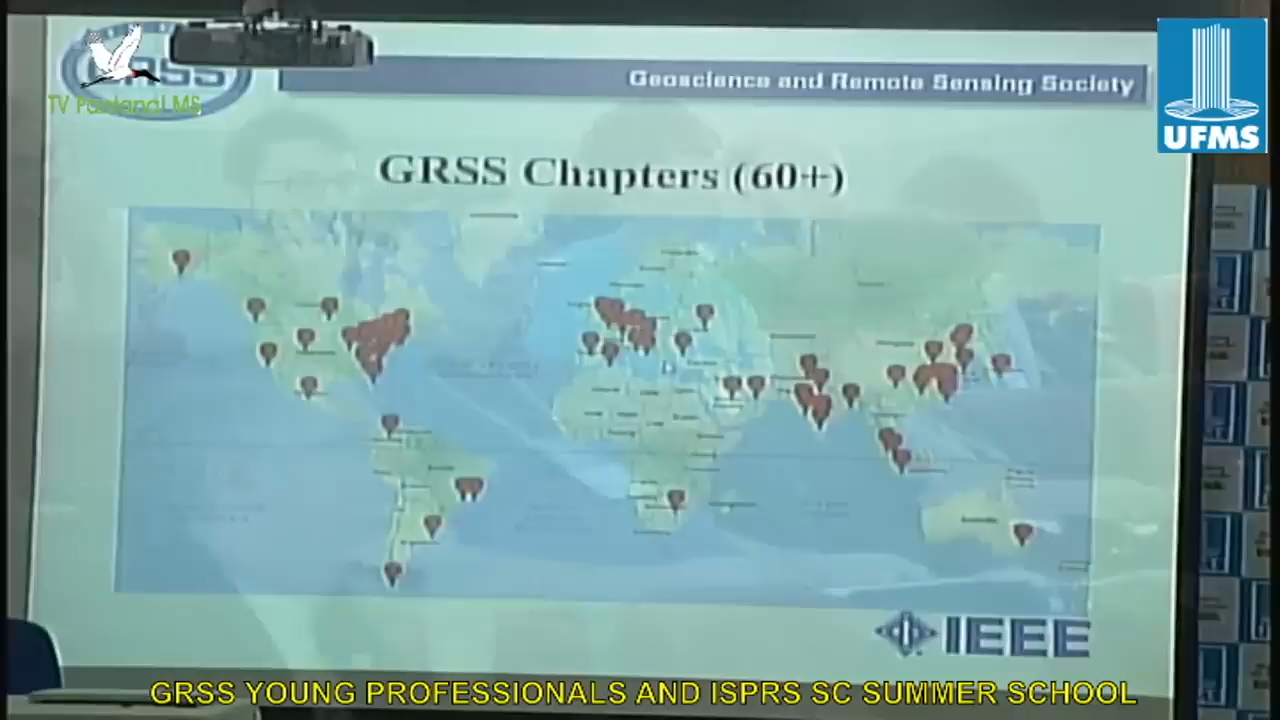 GRSS
TV Pantanal MS
Geoscience and Remote Sensing Society
UFMS
GRSS Chapters (60+)
IEEE
GRSS YOUNG PROFESSIONALS AND ISPRS SC SUMMER SCHOOL